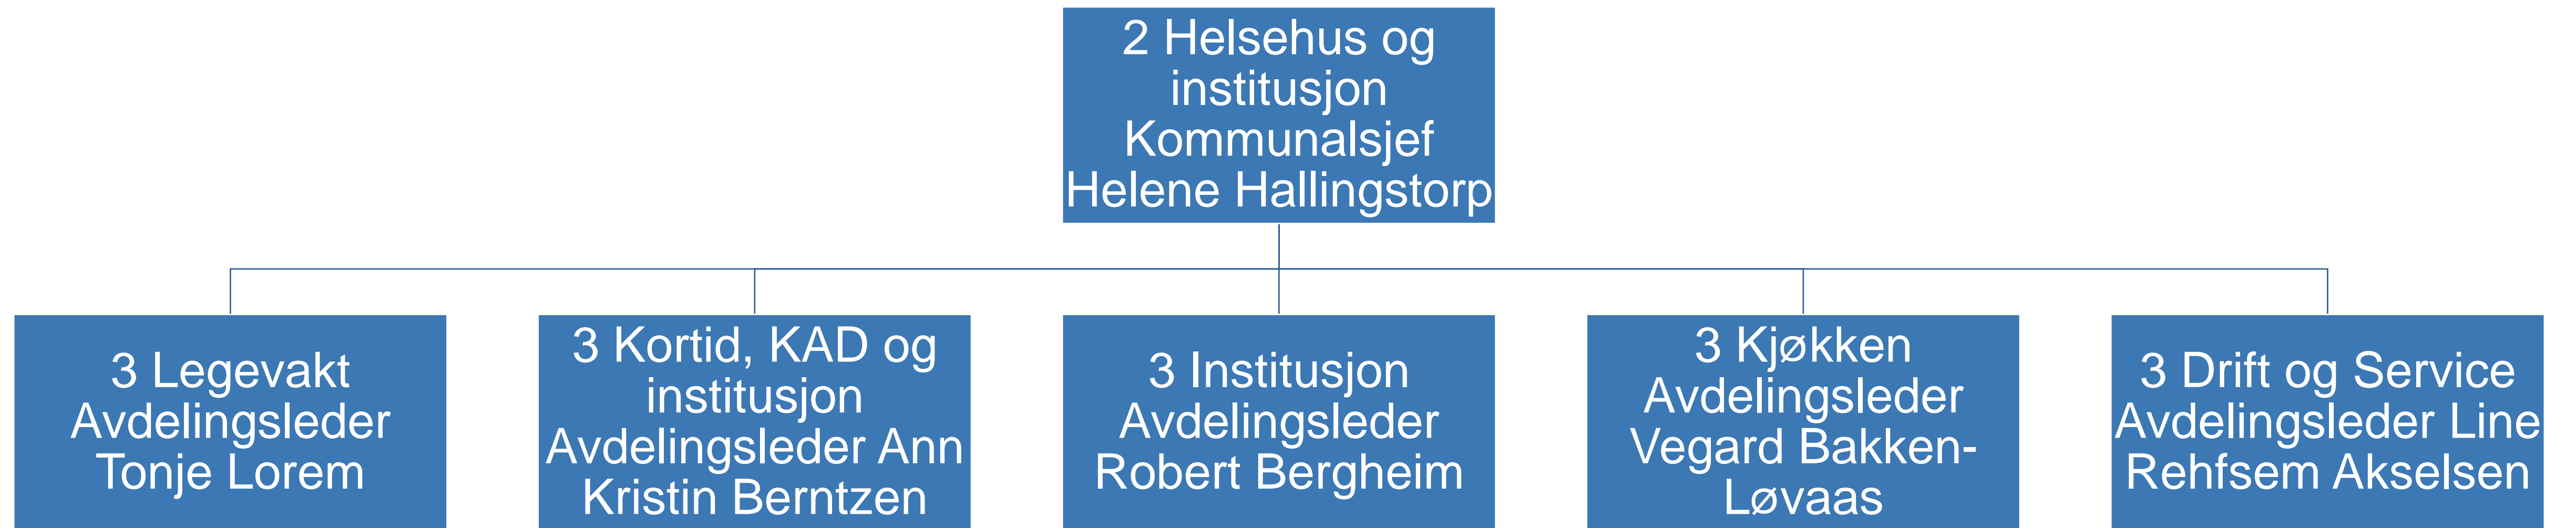 2 Helsehus og
institusjon
Kommunalsjef
Helene Hallingstorp
3 Legevakt
Avdelingsleder
Tonje Lorem
3 Kortid, KAD og
institusjon
Avdelingsleder Ann
Kristin Berntzen
3 Institusjon
Avdelingsleder
Robert Bergheim
3 Kjøkken
Avdelingsleder
Vegard Bakken-
Løvaas
3 Drift og Service
Avdelingsleder Line
Rehfsem Akselsen